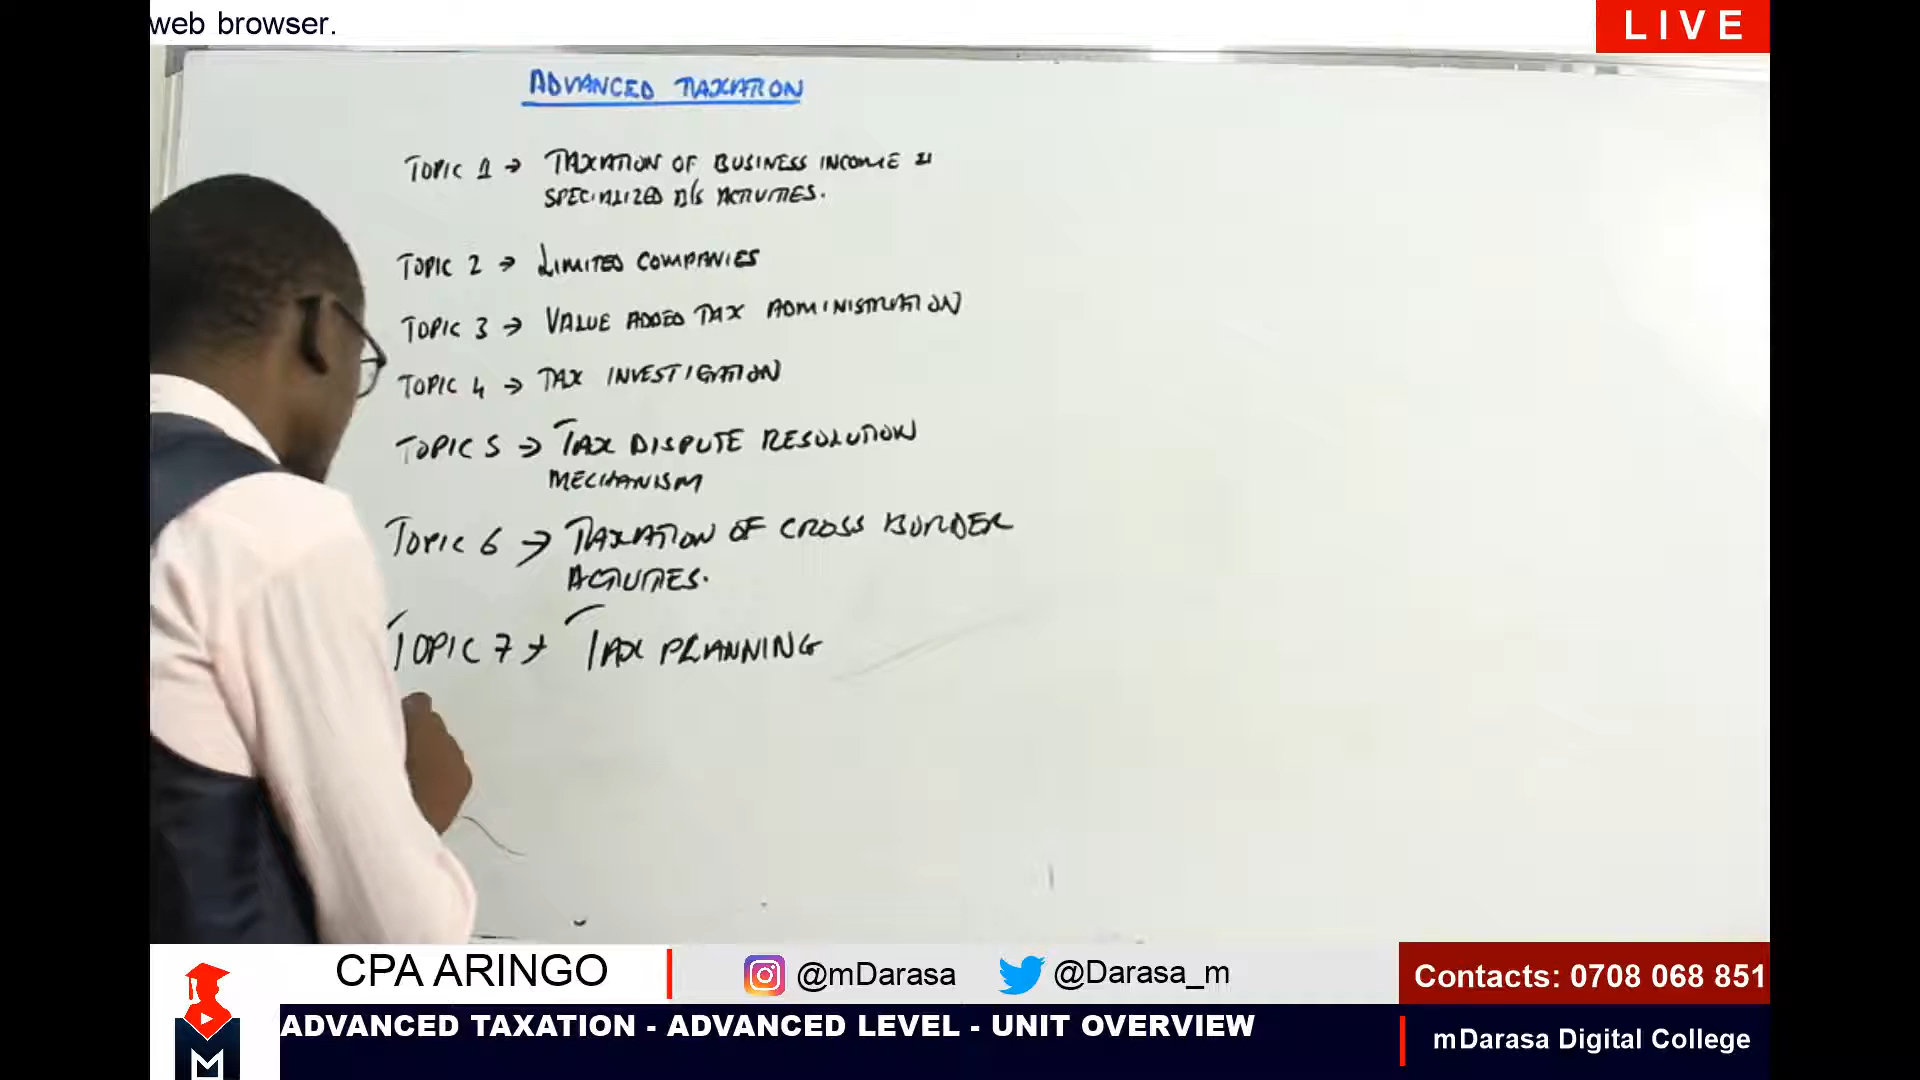 web browser.
LIVE
ADVANCED TAXATION
TOPIC 1 → TAXATION OF BUSINESS INCOME &
SPECIALIZED B/S ACTIVITIES.
TOPIC 2 → LIMITED COMPANIES
TOPIC 3 → VALUE ADDED TAX ADMINISTRATION
TOPIC 4 → TAX INVESTIGATION
TOPIC 5 → TAX DISPUTE RESOLUTION
MECHANISM
TOPIC 6 → TAXATION OF CROSS BORDER
ACTIVITIES.
TOPIC 7 → TAX PLANNING
CPA ARINGO
@mDarasa
@Darasa_m
Contacts: 0708 068 851
M
ADVANCED TAXATION - ADVANCED LEVEL - UNIT OVERVIEW
mDarasa Digital College